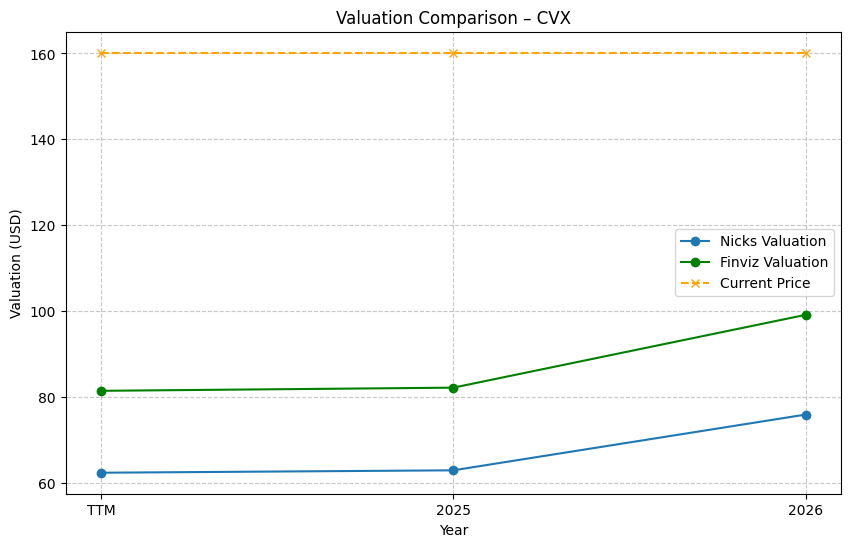 Valuation Comparison – CVX
Valuation (USD)
160
140
120
100
80
60
Nicks Valuation
Finviz Valuation
Current Price
TTM
2025
2026
Year